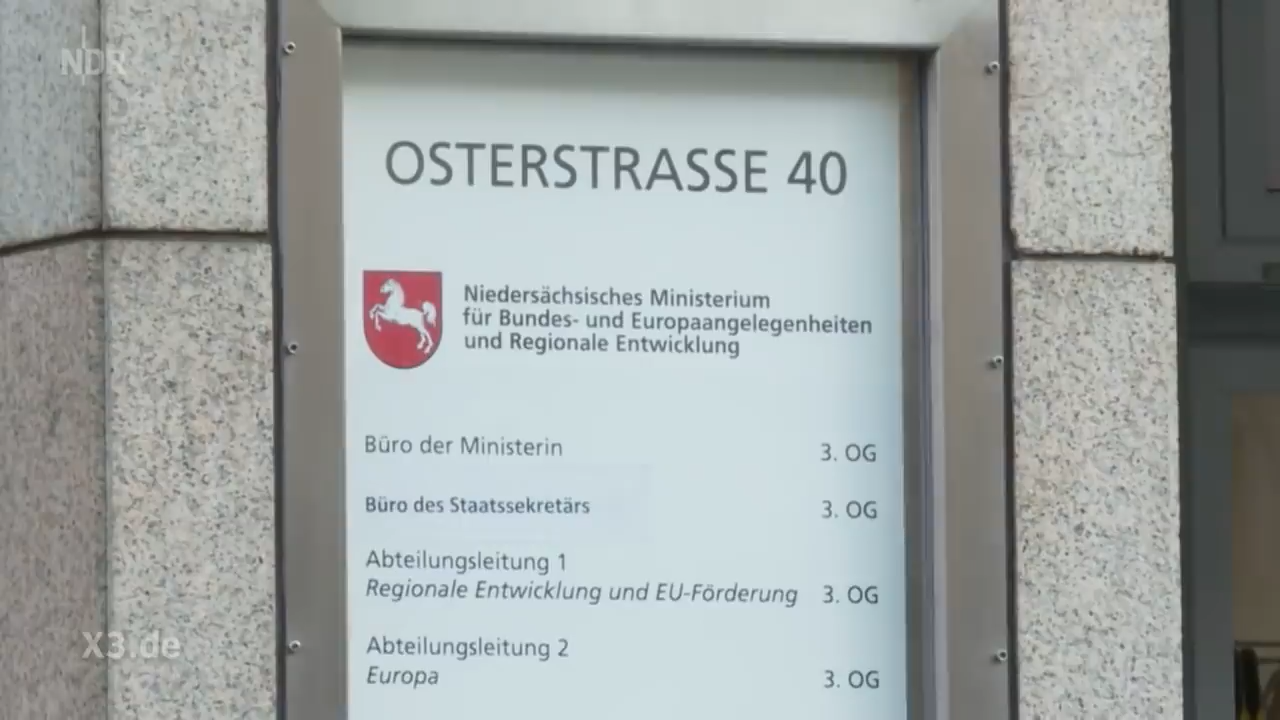 NDR
OSTERSTRASSE 40
Niedersächsisches Ministerium
für Bundes- und Europaangelegenheiten
und Regionale Entwicklung
Büro der Ministerin 3. OG
Büro des Staatssekretärs 3. OG
Abteilungsleitung 1
Regionale Entwicklung und EU-Förderung 3. OG
Abteilungsleitung 2
Europa 3. OG
X3.de